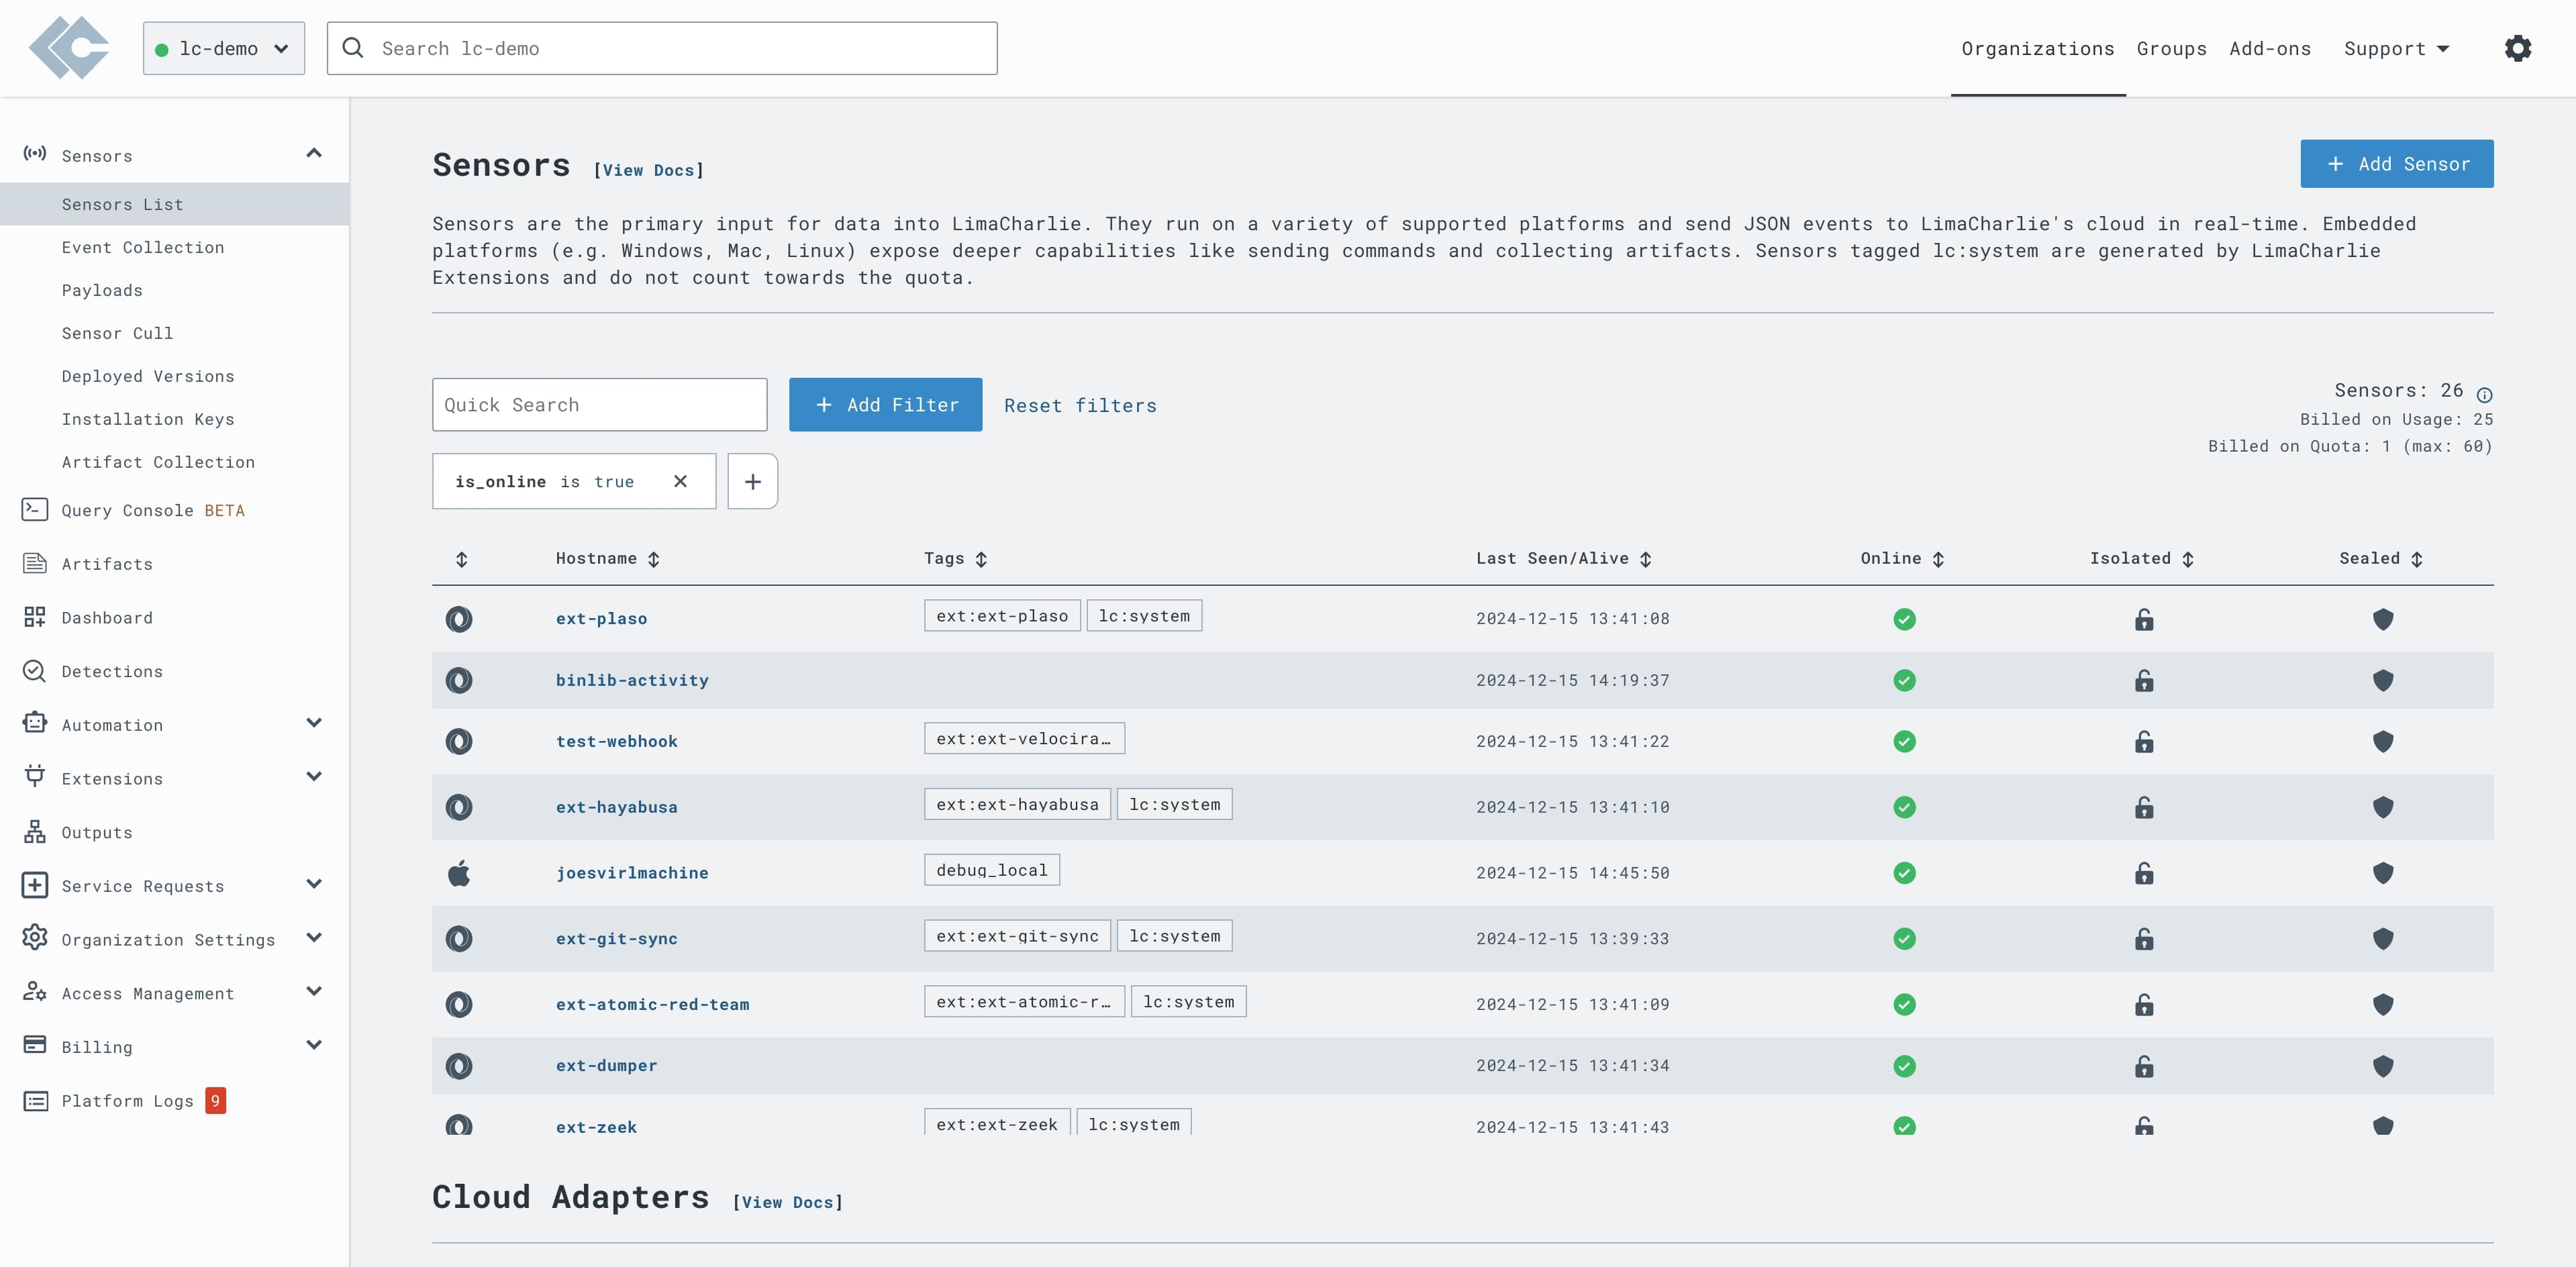 lc-demo
Search lc-demo
Organizations Groups Add-ons Support
Sensors
Sensors List
Event Collection
Payloads
Sensor Cull
Deployed Versions
Installation Keys
Artifact Collection
Query Console BETA
Artifacts
Dashboard
Detections
Automation
Extensions
Outputs
Service Requests
Organization Settings
Access Management
Billing
Platform Logs 9
Sensors [View Docs]
+ Add Sensor
Sensors are the primary input for data into LimaCharlie. They run on a variety of supported platforms and send JSON events to LimaCharlie's cloud in real-time. Embedded
platforms (e.g. Windows, Mac, Linux) expose deeper capabilities like sending commands and collecting artifacts. Sensors tagged lc:system are generated by LimaCharlie
Extensions and do not count towards the quota.
Quick Search
+ Add Filter
Reset filters
Sensors: 26
Billed on Usage: 25
Billed on Quota: 1 (max: 60)
is_online is true
Hostname Tags Last Seen/Alive Online Isolated Sealed
ext-plaso ext:ext-plaso lc:system 2024-12-15 13:41:08
binlib-activity 2024-12-15 14:19:37
test-webhook ext:ext-velocira… 2024-12-15 13:41:22
ext-hayabusa ext:ext-hayabusa lc:system 2024-12-15 13:41:10
joesvirlmachine debug_local 2024-12-15 14:45:50
ext-git-sync ext:ext-git-sync lc:system 2024-12-15 13:39:33
ext-atomic-red-team ext:ext-atomic-r… lc:system 2024-12-15 13:41:09
ext-dumper 2024-12-15 13:41:34
ext-zeek ext:ext-zeek lc:system 2024-12-15 13:41:43
Cloud Adapters [View Docs]